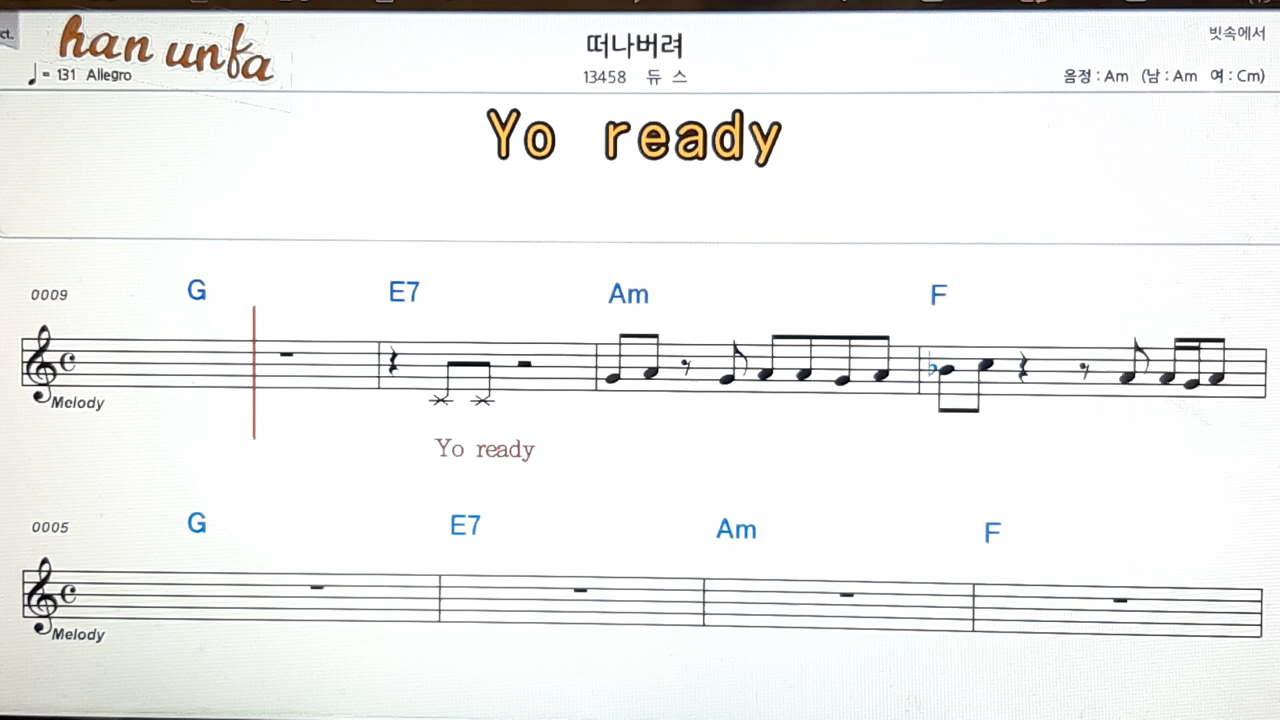 ct.
han unfa
= 131 Allegro
떠나버려
13458 듀 스
빗속에서
음정 : Am (남 : Am 여 : Cm)
Yo ready
0009 G E7 Am F
Melody
Yo ready
0005 G E7 Am F
Melody